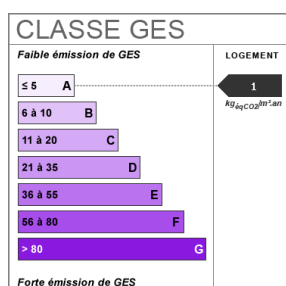 CLASSE GES
Faible émission de GES
LOGEMENT
≤ 5 A
1
kgéqCO2/m².an
6 à 10 B
11 à 20 C
21 à 35 D
36 à 55 E
56 à 80 F
> 80 G
Forte émission de GES